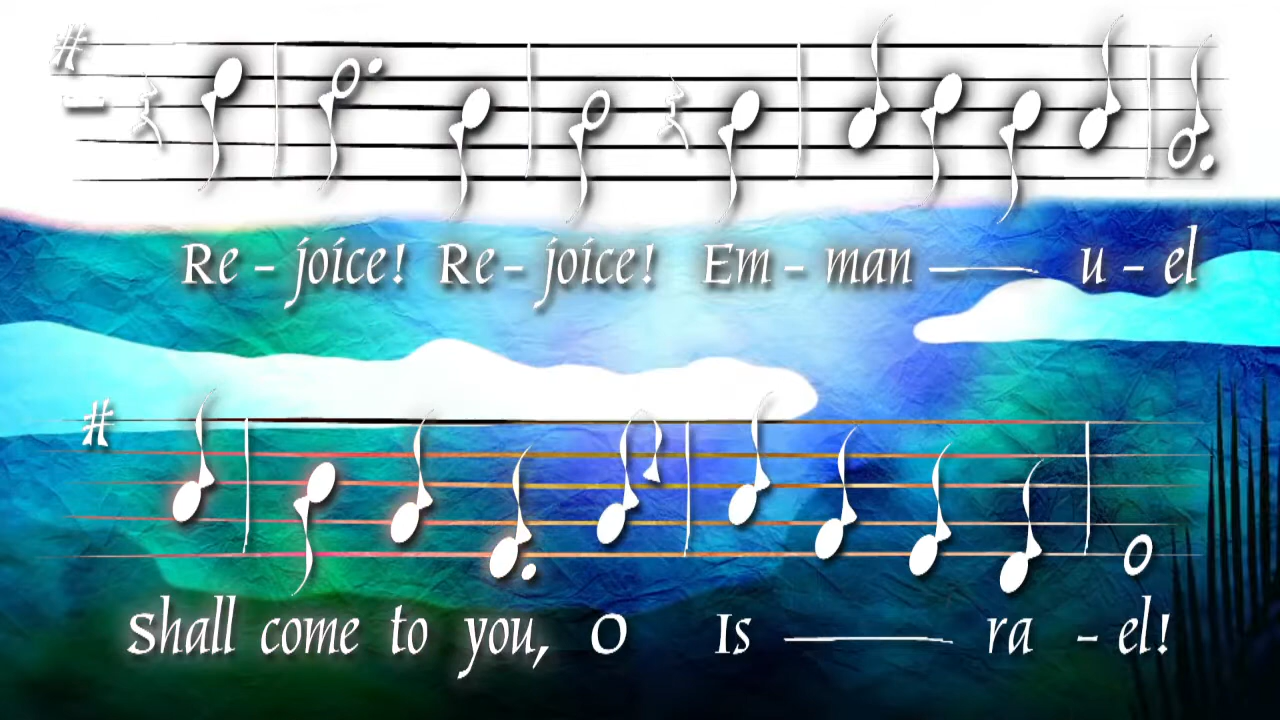 Re - joice! Re - joice! Em - man — u - el
Shall come to you, O Is — ra - el!